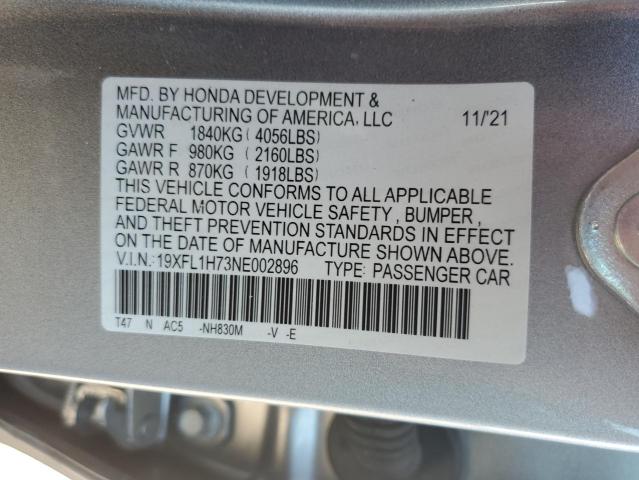 MFD. BY HONDA DEVELOPMENT &
MANUFACTURING OF AMERICA, LLC 11/'21
GVWR 1840KG ( 4056LBS)
GAWR F 980KG ( 2160LBS)
GAWR R 870KG ( 1918LBS)
THIS VEHICLE CONFORMS TO ALL APPLICABLE
FEDERAL MOTOR VEHICLE SAFETY , BUMPER ,
AND THEFT PREVENTION STANDARDS IN EFFECT
ON THE DATE OF MANUFACTURE SHOWN ABOVE.
V.I.N.: 19XFL1H73NE002896 TYPE: PASSENGER CAR
T47 N AC5 -NH830M -V -E